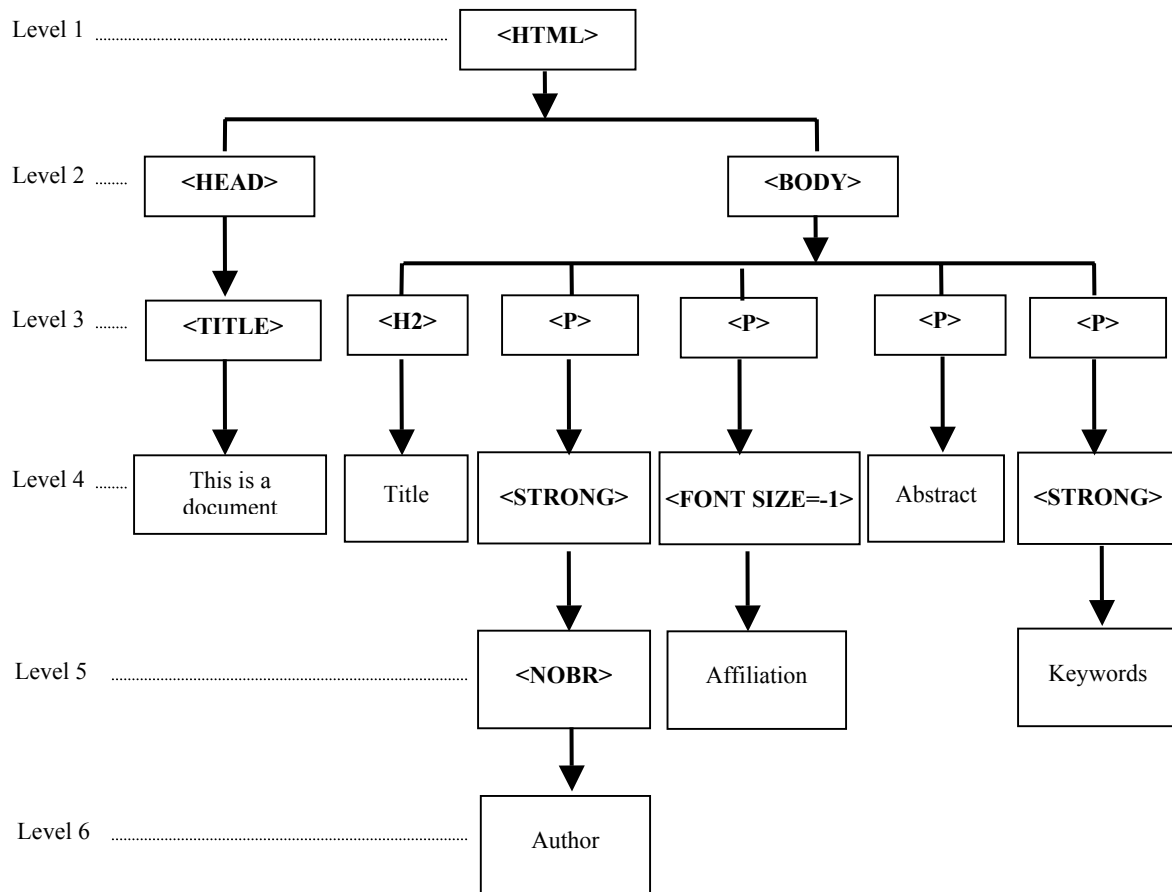 Level 1
<HTML>
Level 2
<HEAD>
<BODY>
Level 3
<TITLE>
<H2>
<P>
<P>
<P>
<P>
Level 4
This is a
document
Title
<STRONG>
<FONT SIZE=-1>
Abstract
<STRONG>
Level 5
<NOBR>
Affiliation
Keywords
Level 6
Author